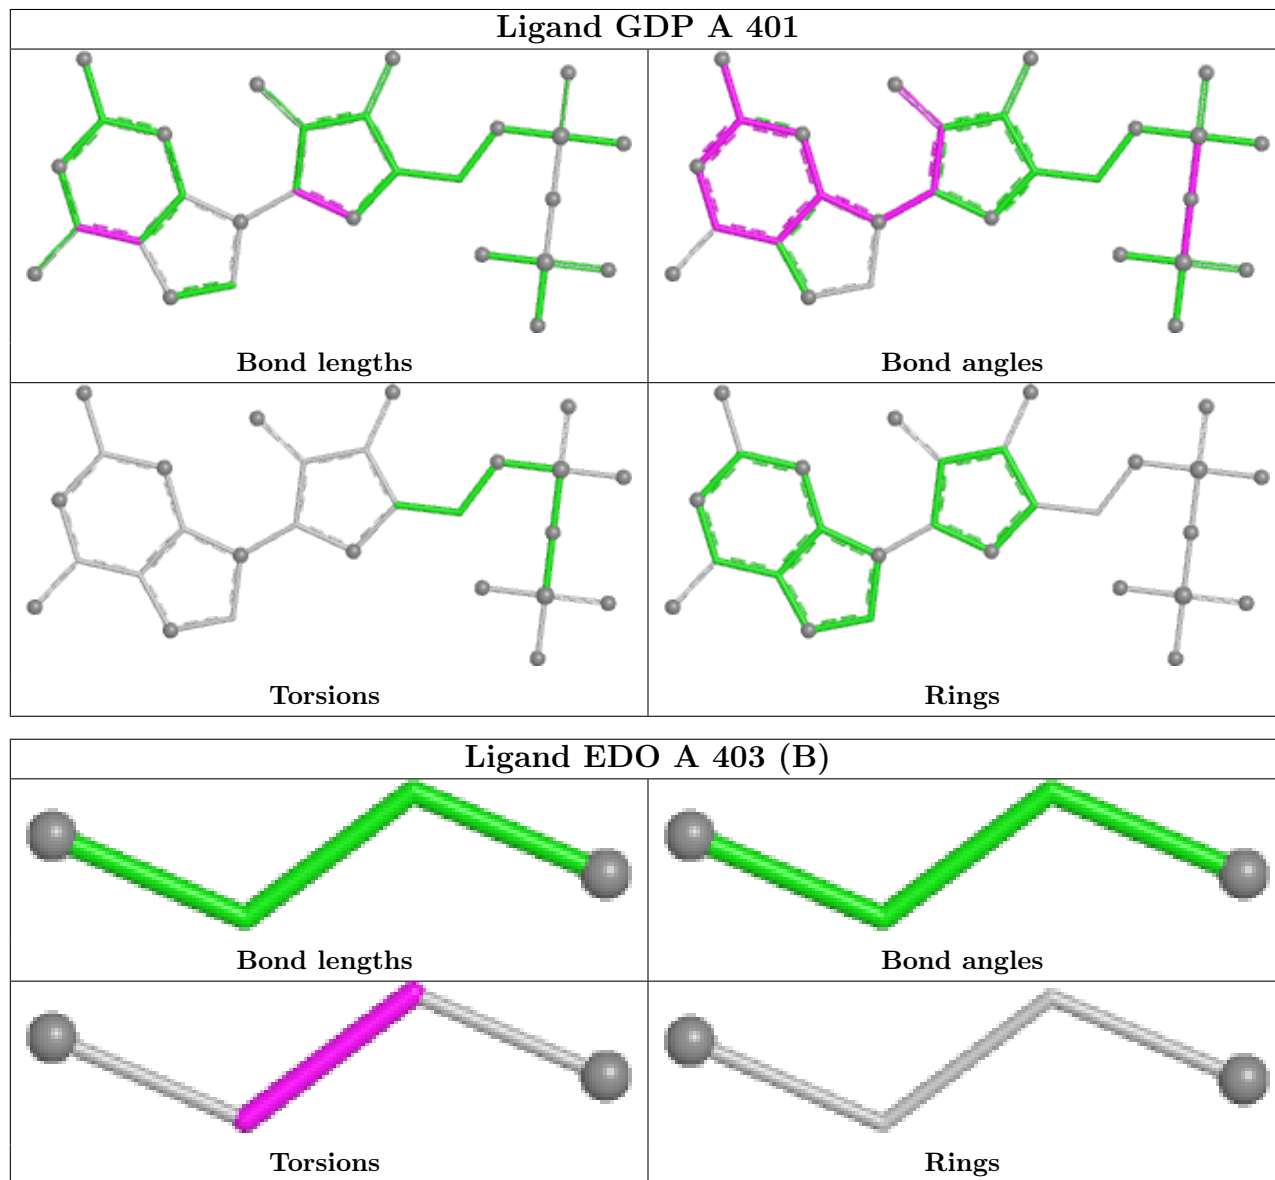 Ligand GDP A 401
Bond lengths
Bond angles
Torsions
Rings
Ligand EDO A 403 (B)
Bond lengths
Bond angles
Torsions
Rings